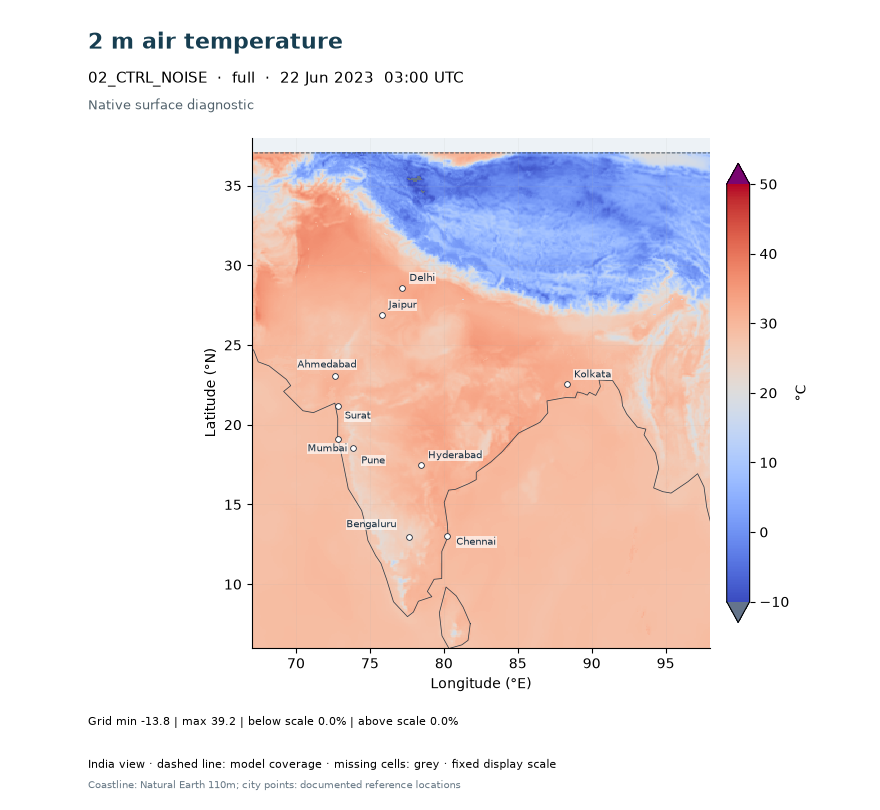 2 m air temperature
02_CTRL_NOISE · full · 22 Jun 2023 03:00 UTC
Native surface diagnostic
35
30
25
20
15
10
Latitude (°N)
Delhi
Jaipur
Ahmedabad
Surat
Kolkata
Mumbai
Pune
Hyderabad
Bengaluru
Chennai
70
75
80
85
90
95
Longitude (°E)
50
40
30
20
10
0
−10
°C
Grid min -13.8 | max 39.2 | below scale 0.0% | above scale 0.0%
India view · dashed line: model coverage · missing cells: grey · fixed display scale
Coastline: Natural Earth 110m; city points: documented reference locations